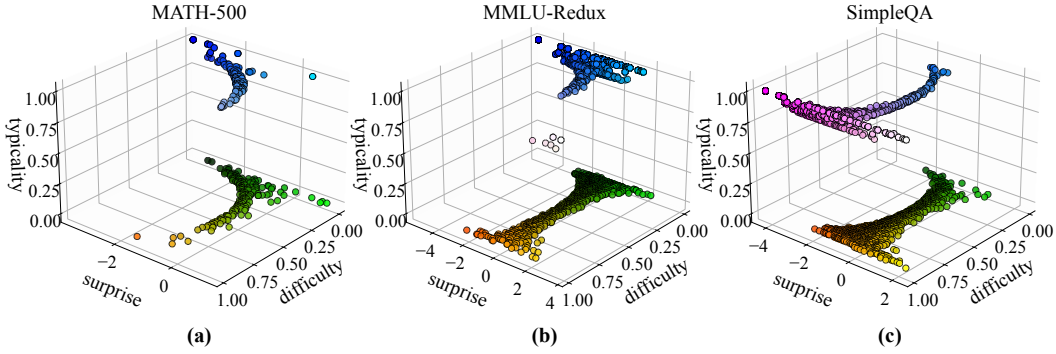 MATH-500
MMLU-Redux
SimpleQA
typicality
1.00
0.75
0.50
0.25
0.00
surprise
−2
0
difficulty
1.00
0.75
0.50
0.25
0.00
typicality
1.00
0.75
0.50
0.25
0.00
surprise
−4
−2
0
2
4
difficulty
1.00
0.75
0.50
0.25
0.00
typicality
1.00
0.75
0.50
0.25
0.00
surprise
−4
−2
0
2
difficulty
1.00
0.75
0.50
0.25
0.00
(a)
(b)
(c)